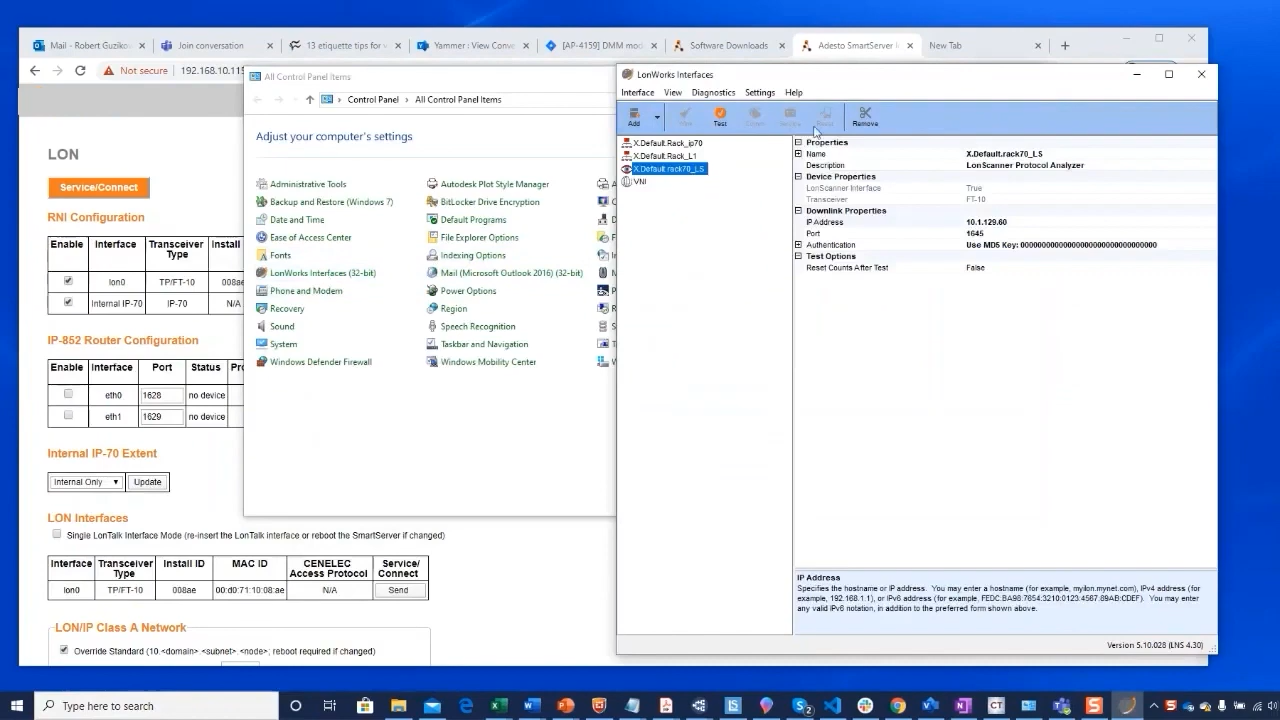 Mail - Robert Guzikov
Join conversation
13 etiquette tips for v
Yammer : View Conve
[AP-4159] DMM mod
Software Downloads
Adesto SmartServer I
New Tab
Not secure
192.168.10.115
LON
Service/Connect
RNI Configuration
Enable Interface Transceiver Type Install
lon0 TP/FT-10 008ae
Internal IP-70 IP-70 N/A
IP-852 Router Configuration
Enable Interface Port Status Pro
eth0 1628 no device
eth1 1629 no device
Internal IP-70 Extent
Internal Only Update
LON Interfaces
Single LonTalk Interface Mode (re-insert the LonTalk interface or reboot the SmartServer if changed)
Interface Transceiver Type Install ID MAC ID CENELEC Access Protocol Service/ Connect
lon0 TP/FT-10 008ae 00:d0:71:10:08:ae N/A Send
LON/IP Class A Network
Override Standard (10.<domain>.<subnet>.<node>; reboot required if changed)
All Control Panel Items
Control Panel › All Control Panel Items
Adjust your computer's settings
Administrative Tools
Autodesk Plot Style Manager
Backup and Restore (Windows 7)
BitLocker Drive Encryption
Date and Time
Default Programs
Ease of Access Center
File Explorer Options
Fonts
Indexing Options
LonWorks Interfaces (32-bit)
Mail (Microsoft Outlook 2016) (32-bit)
Phone and Modem
Power Options
Recovery
Region
Sound
Speech Recognition
System
Taskbar and Navigation
Windows Defender Firewall
Windows Mobility Center
LonWorks Interfaces
Interface View Diagnostics Settings Help
Add
Test
Remove
X.Default.Rack_ip70
X.Default.Rack_L1
X.Default.rack70_LS
VNI
Properties
Name X.Default.rack70_LS
Description LonScanner Protocol Analyzer
Device Properties
LonScanner Interface True
Transceiver FT-10
Downlink Properties
IP Address 10.1.129.60
Port 1645
Authentication Use MD5 Key: 00000000000000000000000000000000
Test Options
Reset Counts After Test False
IP Address
Specifies the hostname or IP address. You may enter a hostname (for example, myilon.mynet.com), IPv4 address (for
example, 192.168.1.1), or IPv6 address (for example, FEDC:BA98:7654:3210:0123:4567:89AB:CDEF). You may enter
any valid IPv6 notation, in addition to the preferred form shown above.
Version 5.10.028 (LNS 4.30)
Type here to search